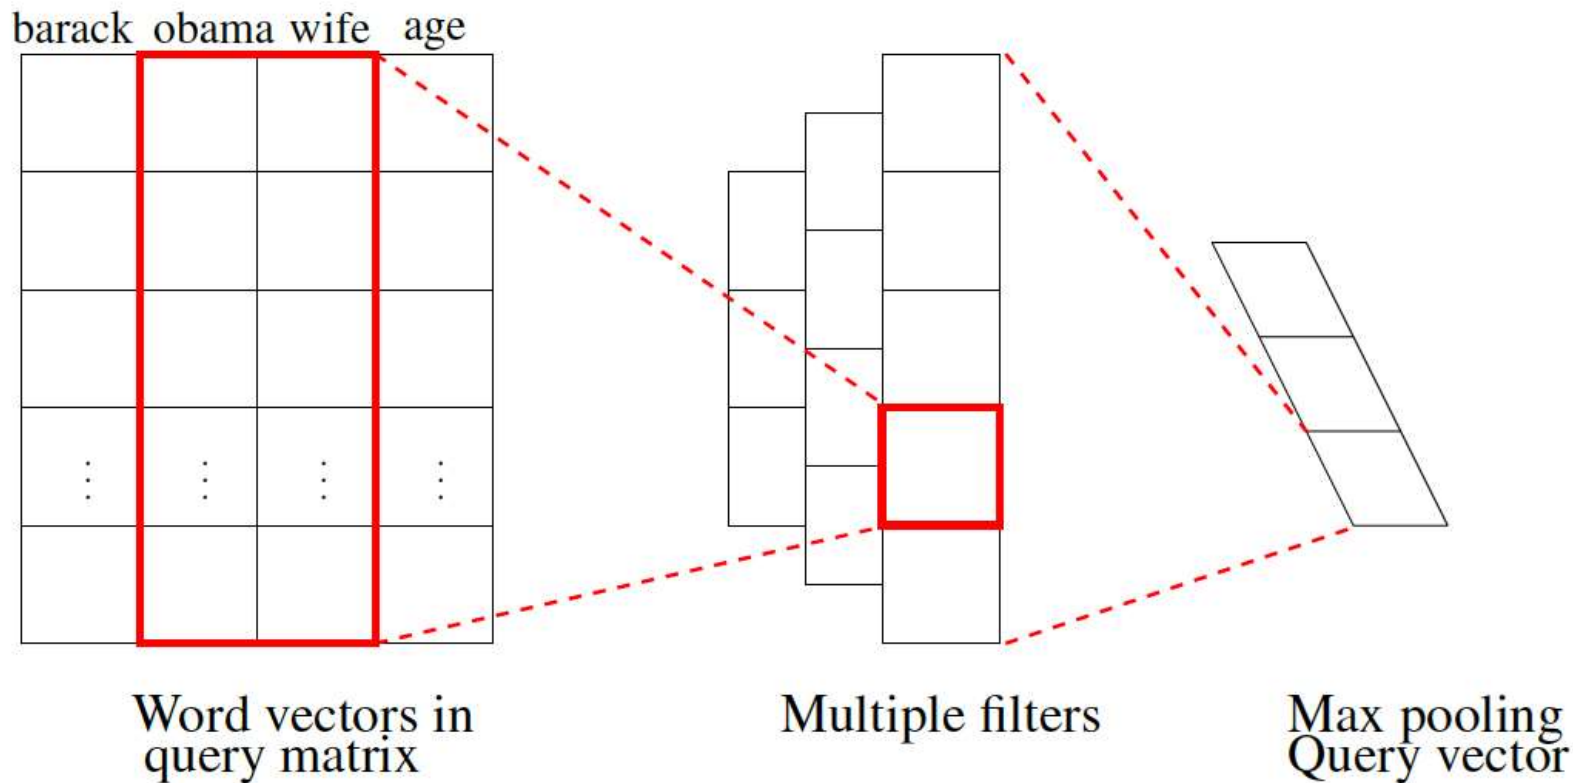 barack obama wife age
Word vectors in
query matrix
Multiple filters
Max pooling
Query vector